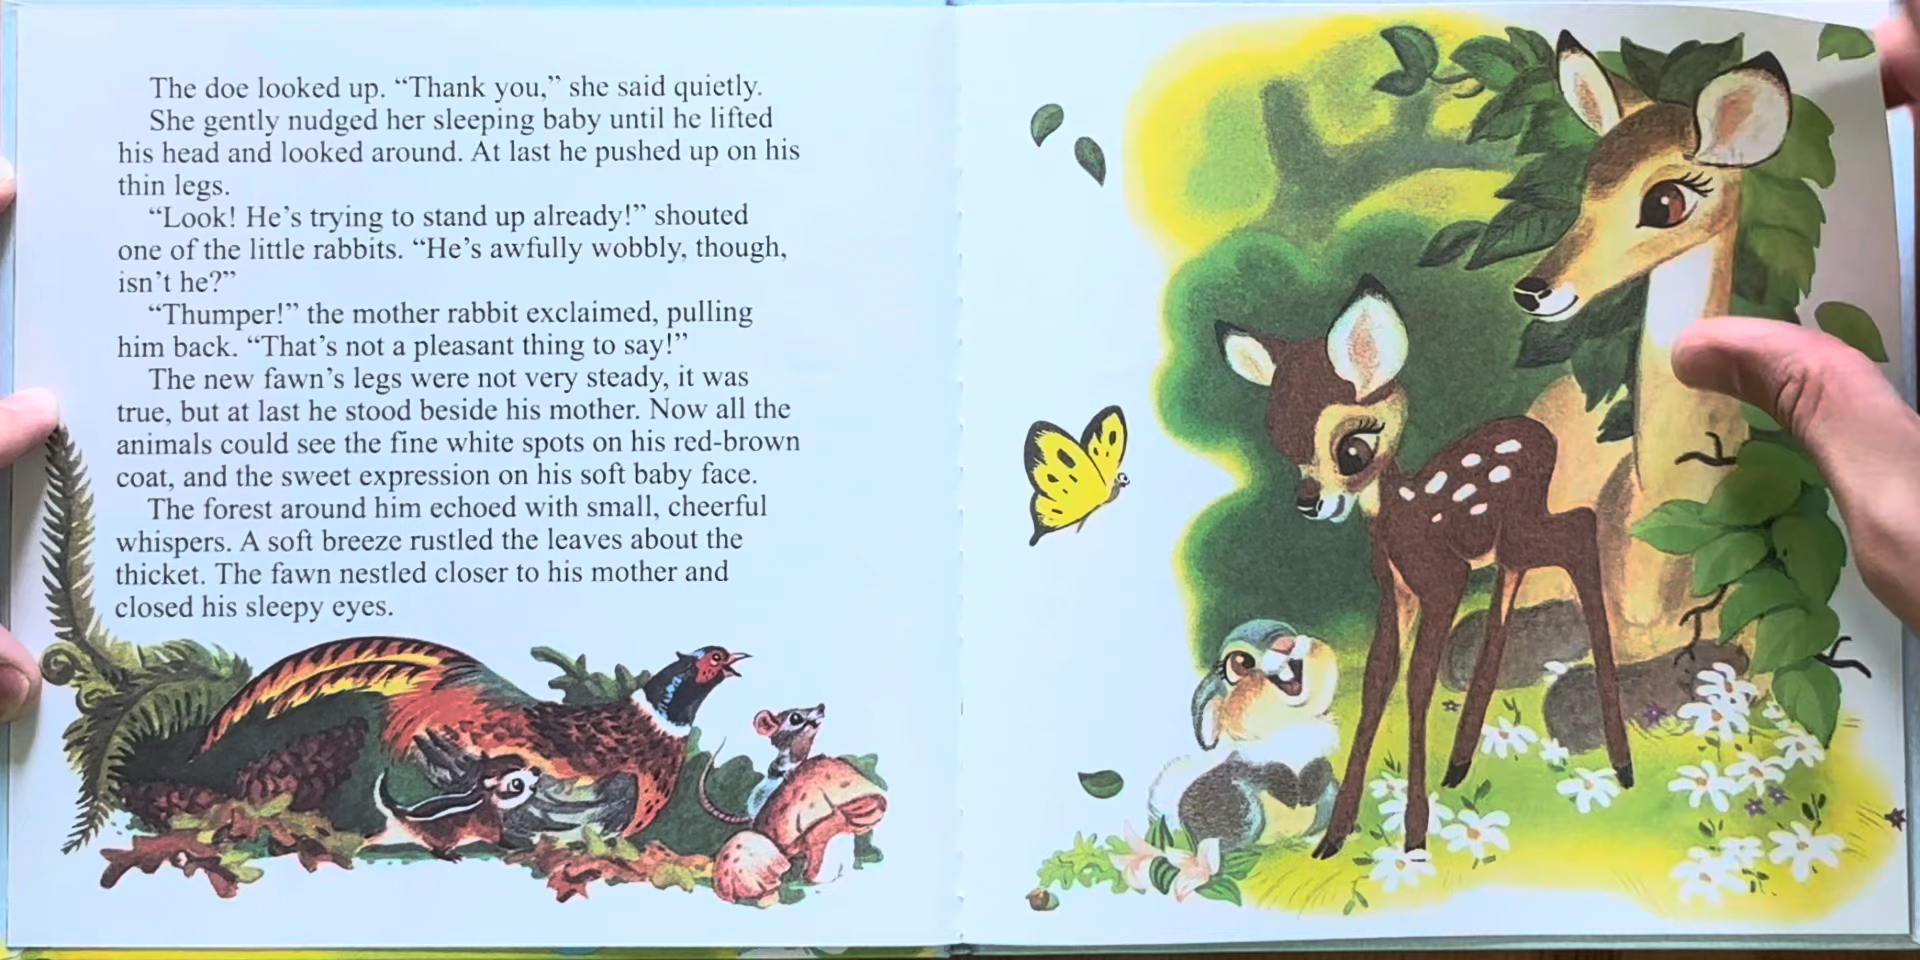 The doe looked up. “Thank you,” she said quietly.
She gently nudged her sleeping baby until he lifted
his head and looked around. At last he pushed up on his
thin legs.
“Look! He’s trying to stand up already!” shouted
one of the little rabbits. “He’s awfully wobbly, though,
isn’t he?”
“Thumper!” the mother rabbit exclaimed, pulling
him back. “That’s not a pleasant thing to say!”
The new fawn’s legs were not very steady, it was
true, but at last he stood beside his mother. Now all the
animals could see the fine white spots on his red-brown
coat, and the sweet expression on his soft baby face.
The forest around him echoed with small, cheerful
whispers. A soft breeze rustled the leaves about the
thicket. The fawn nestled closer to his mother and
closed his sleepy eyes.